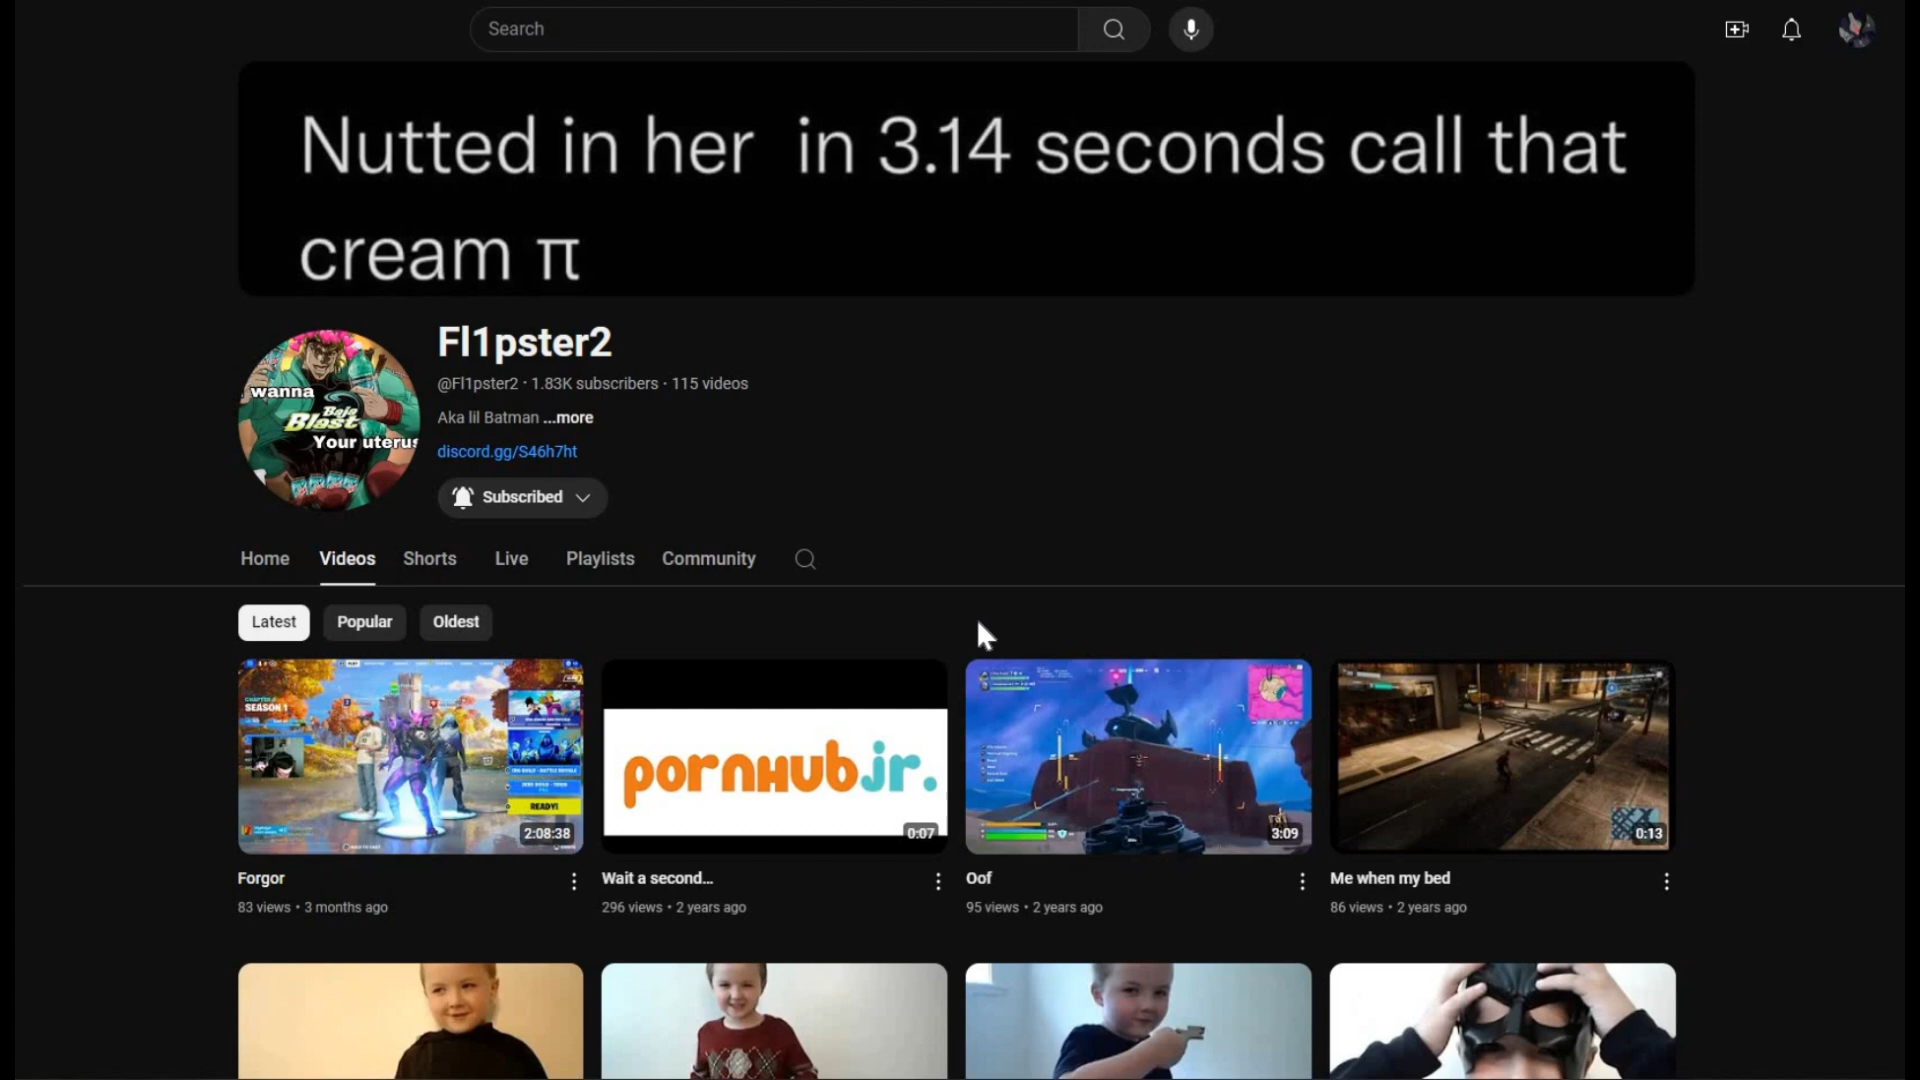 Search
Nutted in her in 3.14 seconds call that
cream π
wanna
Baja
Blast
Your uterus
Fl1pster2
@Fl1pster2 · 1.83K subscribers · 115 videos
Aka lil Batman ...more
discord.gg/S46h7ht
Subscribed
Home Videos Shorts Live Playlists Community
Latest Popular Oldest
SEASON 1
READY!
2:08:38
pornhub jr.
0:07
3:09
0:13
Forgor
83 views • 3 months ago
Wait a second...
296 views • 2 years ago
Oof
95 views • 2 years ago
Me when my bed
86 views • 2 years ago